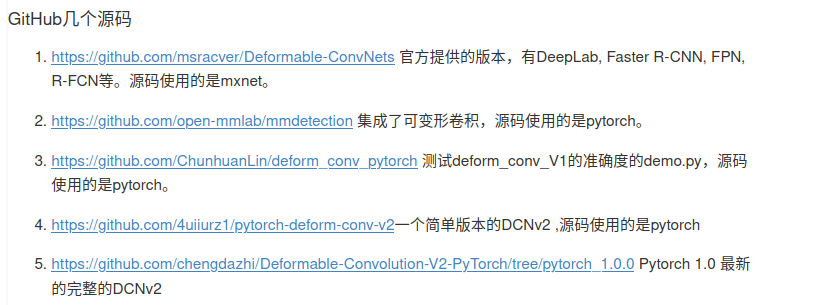 GitHub几个源码
1. https://github.com/msracver/Deformable-ConvNets 官方提供的版本，有DeepLab, Faster R-CNN, FPN,
R-FCN等。源码使用的是mxnet。
2. https://github.com/open-mmlab/mmdetection 集成了可变形卷积，源码使用的是pytorch。
3. https://github.com/ChunhuanLin/deform_conv_pytorch 测试deform_conv_V1的准确度的demo.py，源码
使用的是pytorch。
4. https://github.com/4uiiurz1/pytorch-deform-conv-v2一个简单版本的DCNv2 ,源码使用的是pytorch
5. https://github.com/chengdazhi/Deformable-Convolution-V2-PyTorch/tree/pytorch_1.0.0 Pytorch 1.0 最新
的完整的DCNv2